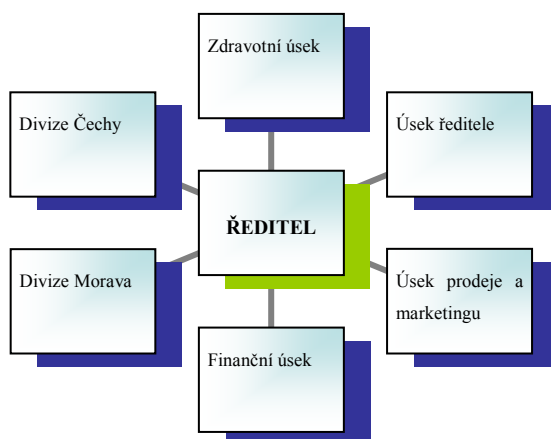 Zdravotní úsek
Divize Čechy
Úsek ředitele
ŘEDITEL
Divize Morava
Úsek prodeje a
marketingu
Finanční úsek